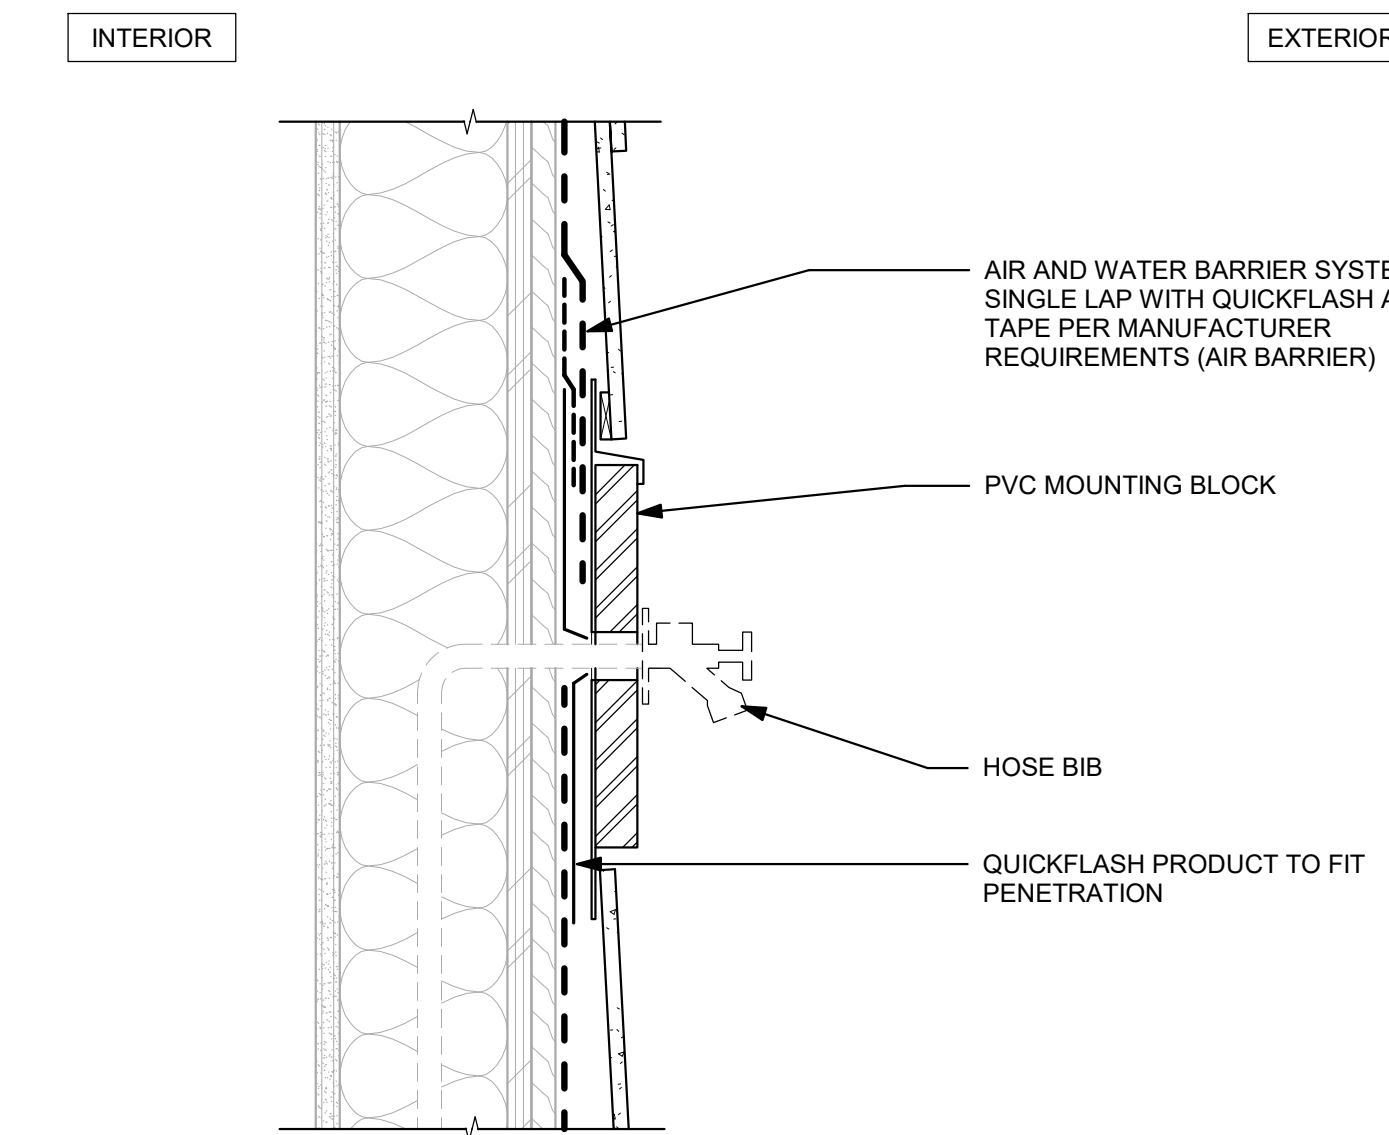 INTERIOR
EXTERIOR
AIR AND WATER BARRIER
SINGLE LAP WITH QUICKFLASH
TAPE PER MANUFACTURER
REQUIREMENTS (AIR BARRIER)
PVC MOUNTING BLOCK
HOSE BIB
QUICKFLASH PRODUCT TO FIT
PENETRATION